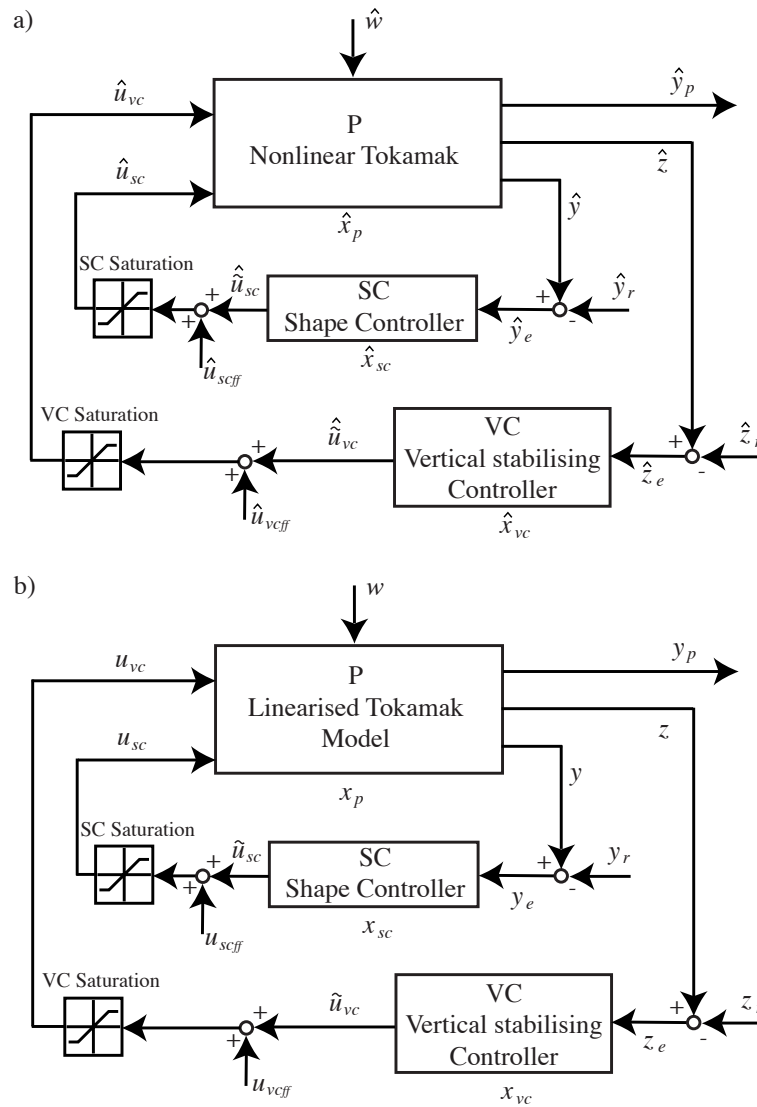 a)
ŵ
û_vc
P
Nonlinear Tokamak
ŷ_p
ẑ
û_sc
ŷ
x̂_p
SC Saturation
ũ̂_sc
+
+
SC
Shape Controller
+
-
ŷ_r
ŷ_e
x̂_sc
û_scff
VC Saturation
ũ̂_vc
+
+
VC
Vertical stabilising
Controller
+
-
ẑ_e
x̂_vc
û_vcff
b)
w
u_vc
P
Linearised Tokamak
Model
y_p
z
u_sc
y
x_p
SC Saturation
ũ_sc
+
+
SC
Shape Controller
+
-
y_r
y_e
x_sc
u_scff
VC Saturation
ũ_vc
+
+
VC
Vertical stabilising
Controller
+
-
z_e
x_vc
u_vcff